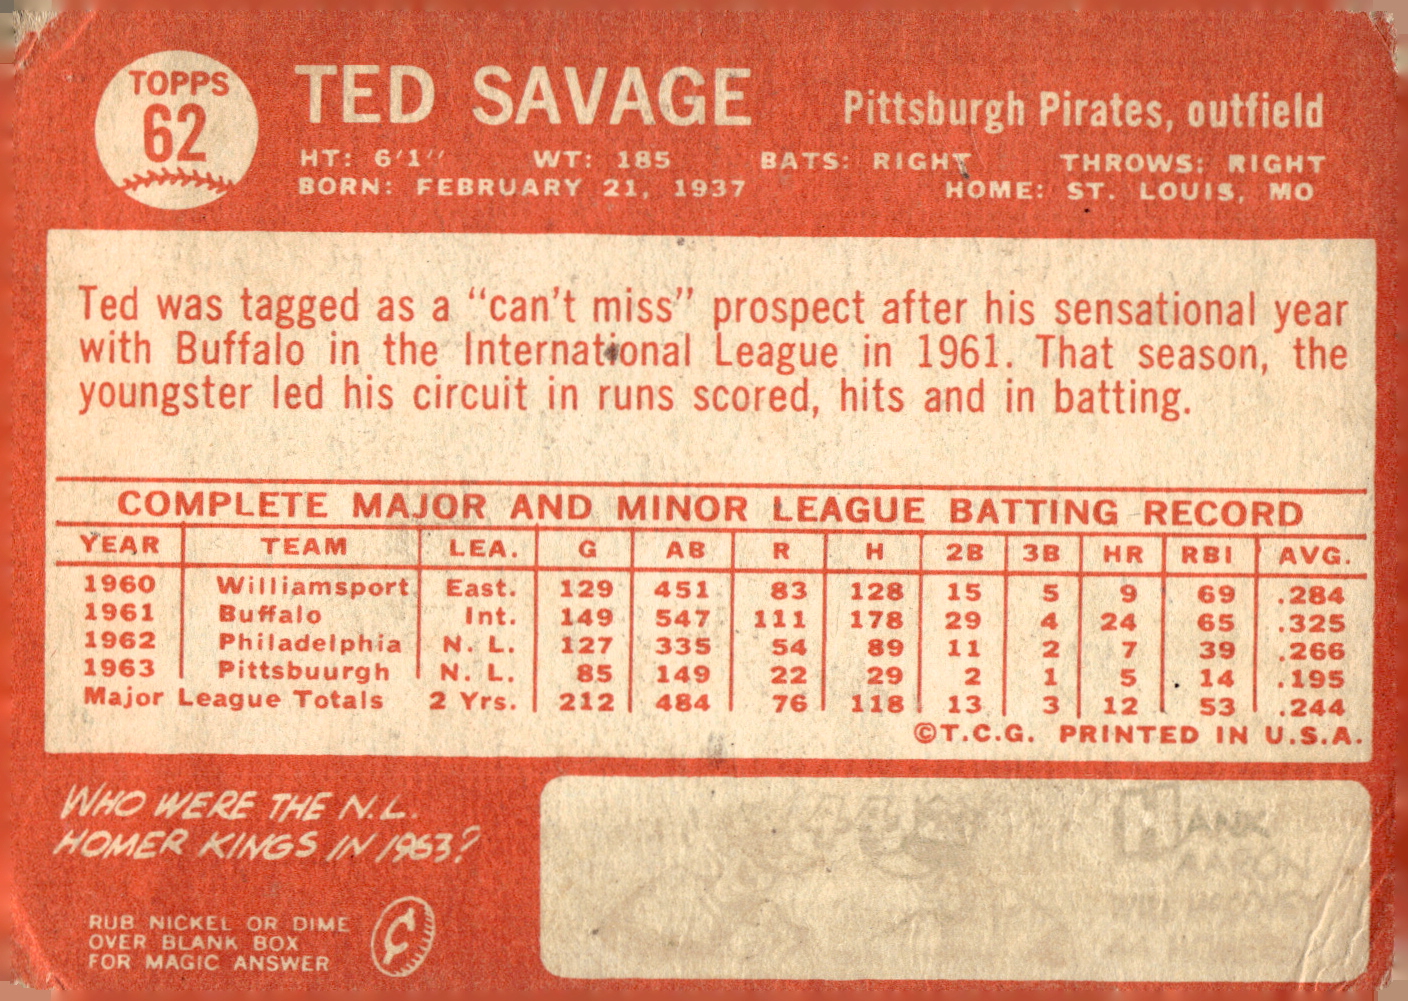 TOPPS
62
TED SAVAGE
Pittsburgh Pirates, outfield
HT: 6'1" WT: 185 BATS: RIGHT THROWS: RIGHT
BORN: FEBRUARY 21, 1937 HOME: ST. LOUIS, MO
Ted was tagged as a "can't miss" prospect after his sensational year
with Buffalo in the International League in 1961. That season, the
youngster led his circuit in runs scored, hits and in batting.
COMPLETE MAJOR AND MINOR LEAGUE BATTING RECORD
YEAR TEAM LEA. G AB R H 2B 3B HR RBI AVG.
1960 Williamsport East. 129 451 83 128 15 5 9 69 .284
1961 Buffalo Int. 149 547 111 178 29 4 24 65 .325
1962 Philadelphia N. L. 127 335 54 89 11 2 7 39 .266
1963 Pittsbuurgh N. L. 85 149 22 29 2 1 5 14 .195
Major League Totals 2 Yrs. 212 484 76 118 13 3 12 53 .244
©T.C.G. PRINTED IN U.S.A.
WHO WERE THE N.L.
HOMER KINGS IN 1963?
RUB NICKEL OR DIME
OVER BLANK BOX
FOR MAGIC ANSWER
HANK
AARON